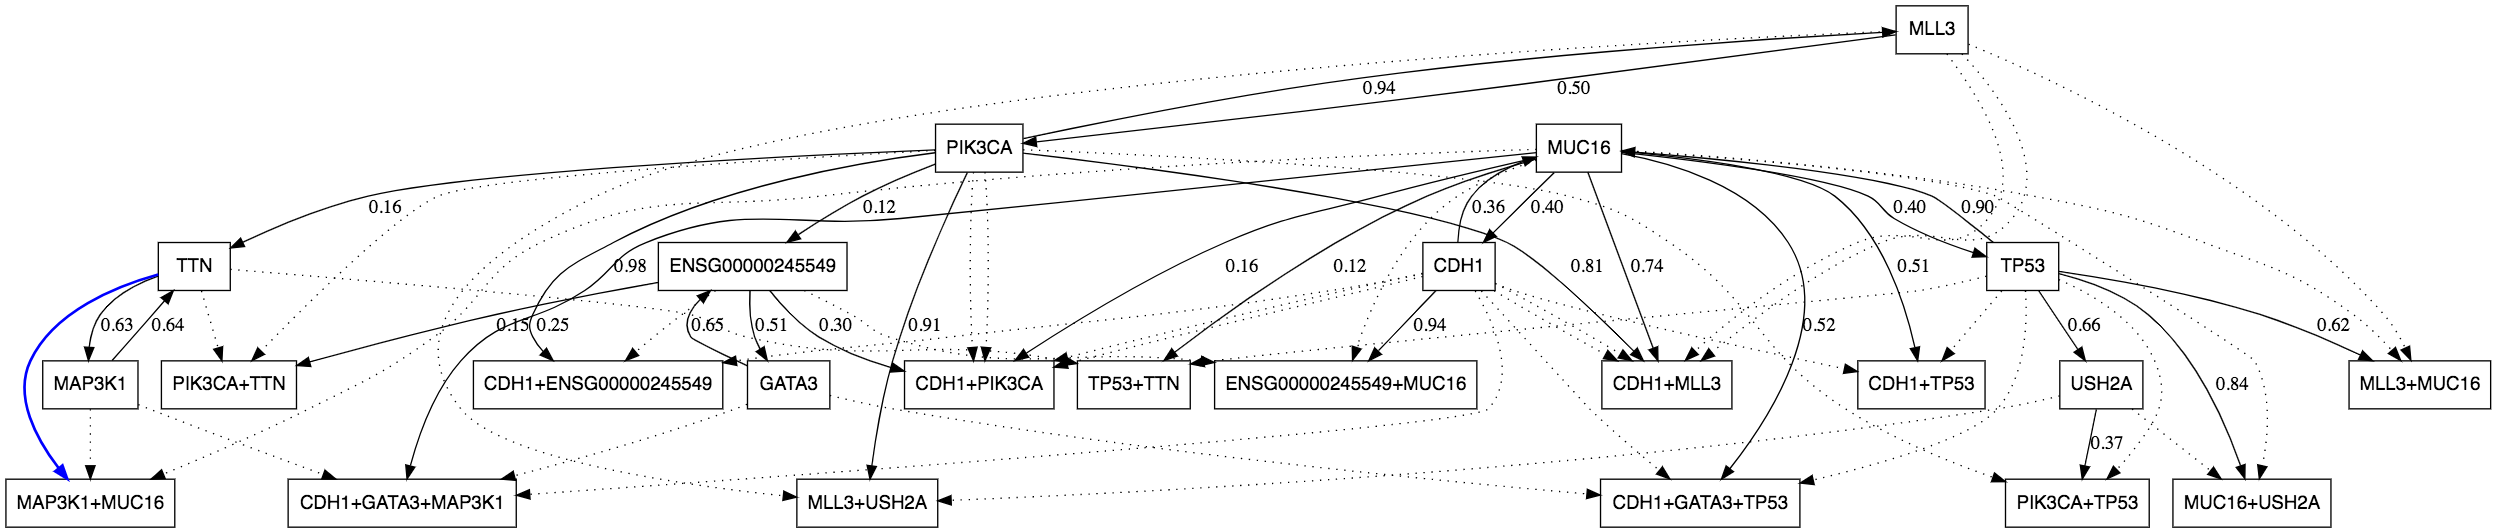 MLL3
0.94
0.50
PIK3CA
MUC16
0.16
0.12
0.36
0.40
0.40
0.90
TTN
0.98
ENSG00000245549
0.16
0.12
CDH1
0.81
0.74
0.51
TP53
0.63
0.64
0.15
0.25
0.65
0.51
0.30
0.91
0.94
0.52
0.66
0.62
MAP3K1
PIK3CA+TTN
CDH1+ENSG00000245549
GATA3
CDH1+PIK3CA
TP53+TTN
ENSG00000245549+MUC16
CDH1+MLL3
CDH1+TP53
USH2A
0.84
MLL3+MUC16
0.37
MAP3K1+MUC16
CDH1+GATA3+MAP3K1
MLL3+USH2A
CDH1+GATA3+TP53
PIK3CA+TP53
MUC16+USH2A